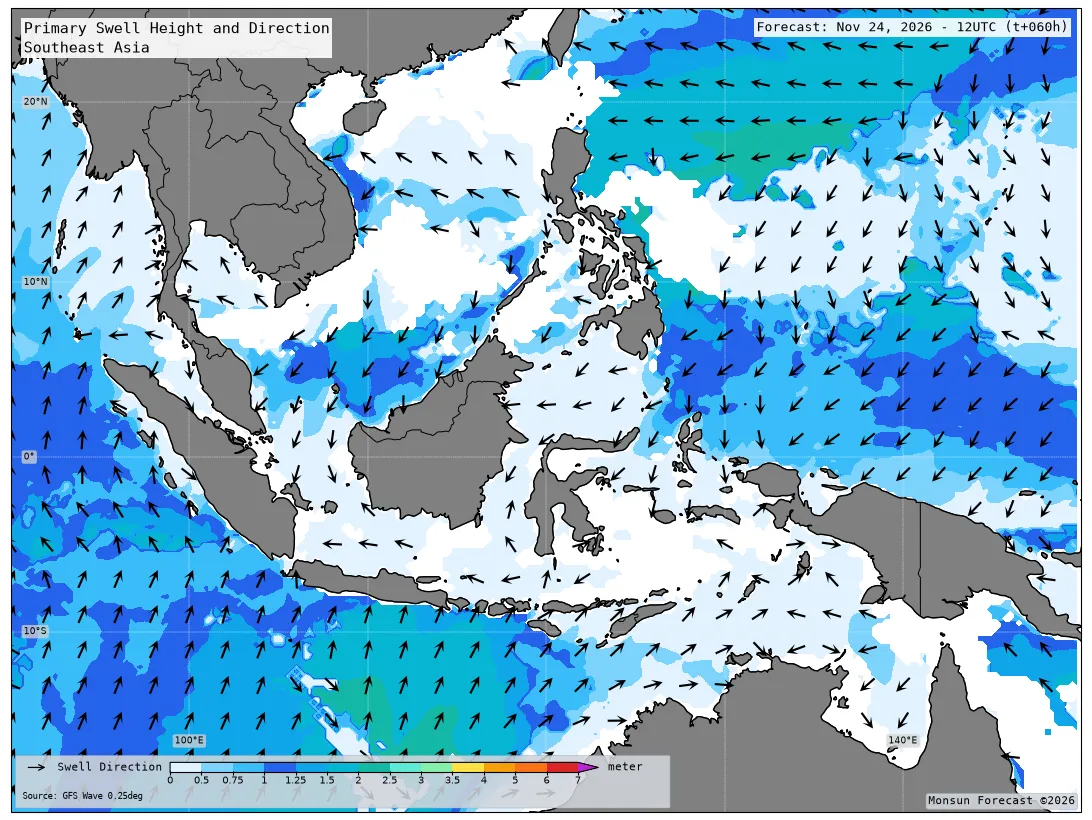 Primary Swell Height and Direction
Southeast Asia
Forecast: Nov 24, 2026 - 12UTC (t+060h)
20°N
10°N
0°
10°S
100°E
140°E
Swell Direction
0 0.5 0.75 1 1.25 1.5 2 2.5 3 3.5 4 5 6 7
meter
Source: GFS Wave 0.25deg
Monsun Forecast ©2026